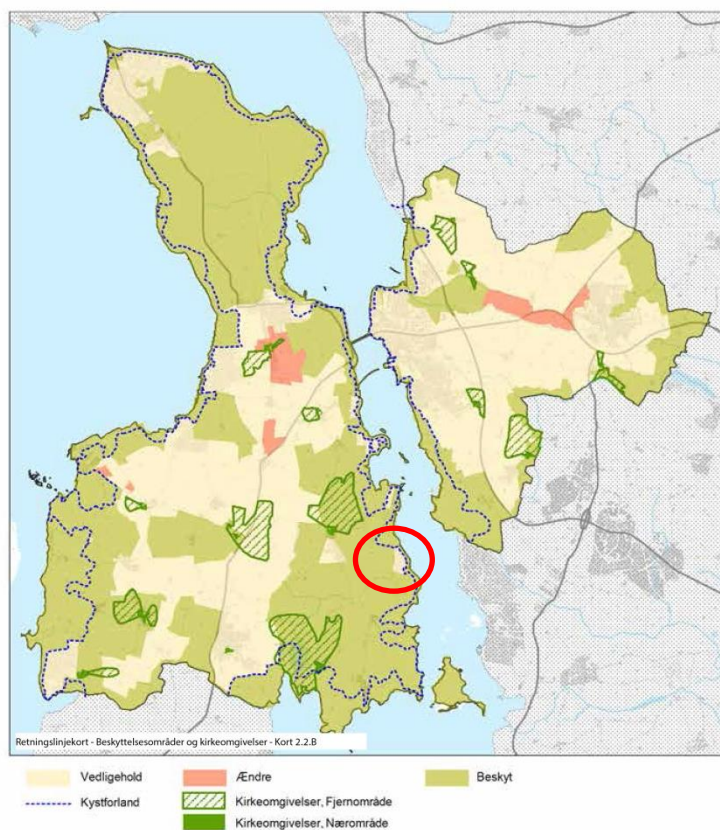 Retningslinjekort - Beskyttelsesområder og kirkeomgivelser - Kort 2.2.B
Vedligehold
Ændre
Beskyt
Kystforland
Kirkeomgivelser, Fjernområde
Kirkeomgivelser, Nærområde